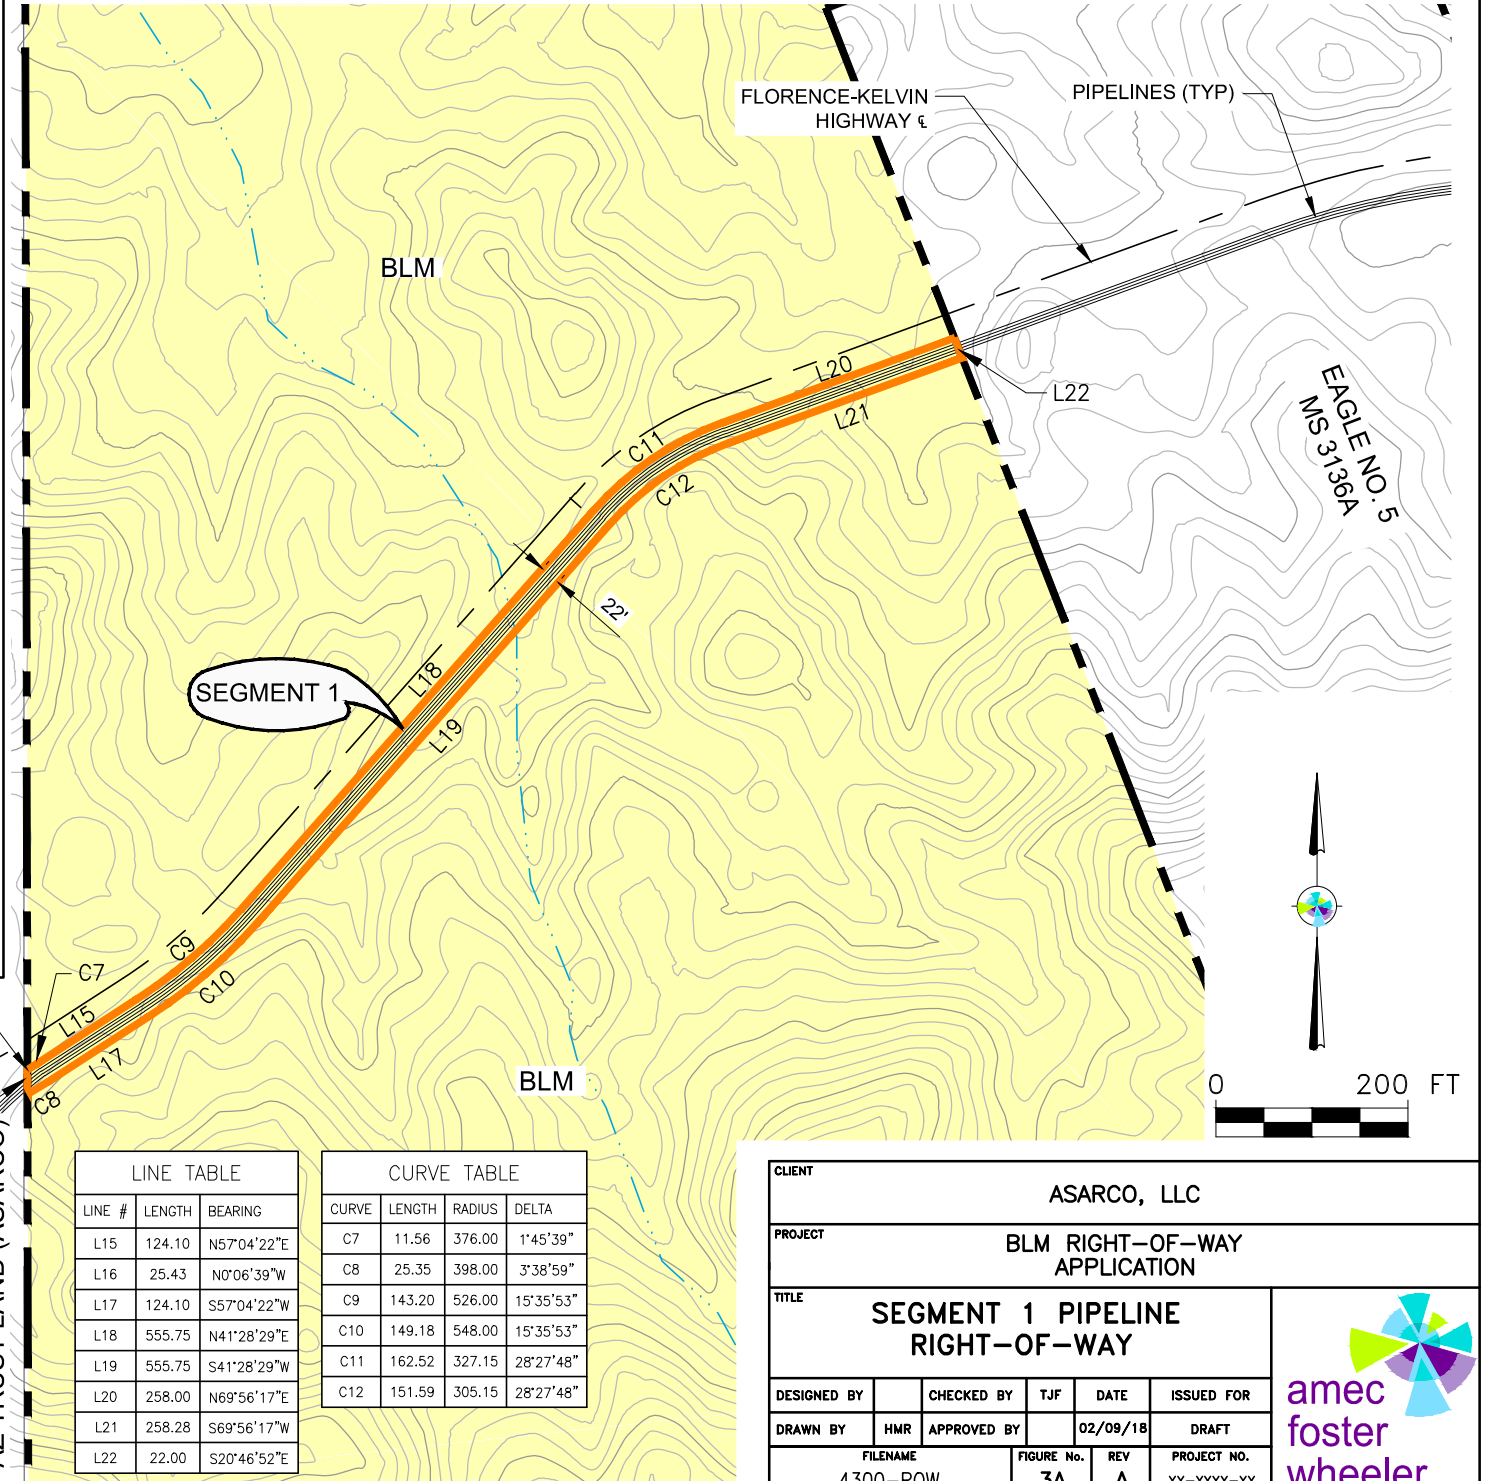 FLORENCE-KELVIN
HIGHWAY ℄
PIPELINES (TYP)
BLM
L20
L22
L21
EAGLE NO. 5
MS 3136A
C11
C12
22'
L18
SEGMENT 1
L19
C9
C7
C10
L15
L17
C8
BLM
0 200 FT
LINE TABLE
LINE # LENGTH BEARING
L15 124.10 N57°04'22"E
L16 25.43 N0°06'39"W
L17 124.10 S57°04'22"W
L18 555.75 N41°28'29"E
L19 555.75 S41°28'29"W
L20 258.00 N69°56'17"E
L21 258.28 S69°56'17"W
L22 22.00 S20°46'52"E
CURVE TABLE
CURVE LENGTH RADIUS DELTA
C7 11.56 376.00 1°45'39"
C8 25.35 398.00 3°38'59"
C9 143.20 526.00 15°35'53"
C10 149.18 548.00 15°35'53"
C11 162.52 327.15 28°27'48"
C12 151.59 305.15 28°27'48"
CLIENT
ASARCO, LLC
PROJECT
BLM RIGHT-OF-WAY
APPLICATION
TITLE
SEGMENT 1 PIPELINE
RIGHT-OF-WAY
DESIGNED BY CHECKED BY TJF DATE ISSUED FOR
DRAWN BY HMR APPROVED BY 02/09/18 DRAFT
FILENAME FIGURE No. REV PROJECT NO.
4300-ROW 3A A xx-xxxx-xx
amec
foster
wheeler